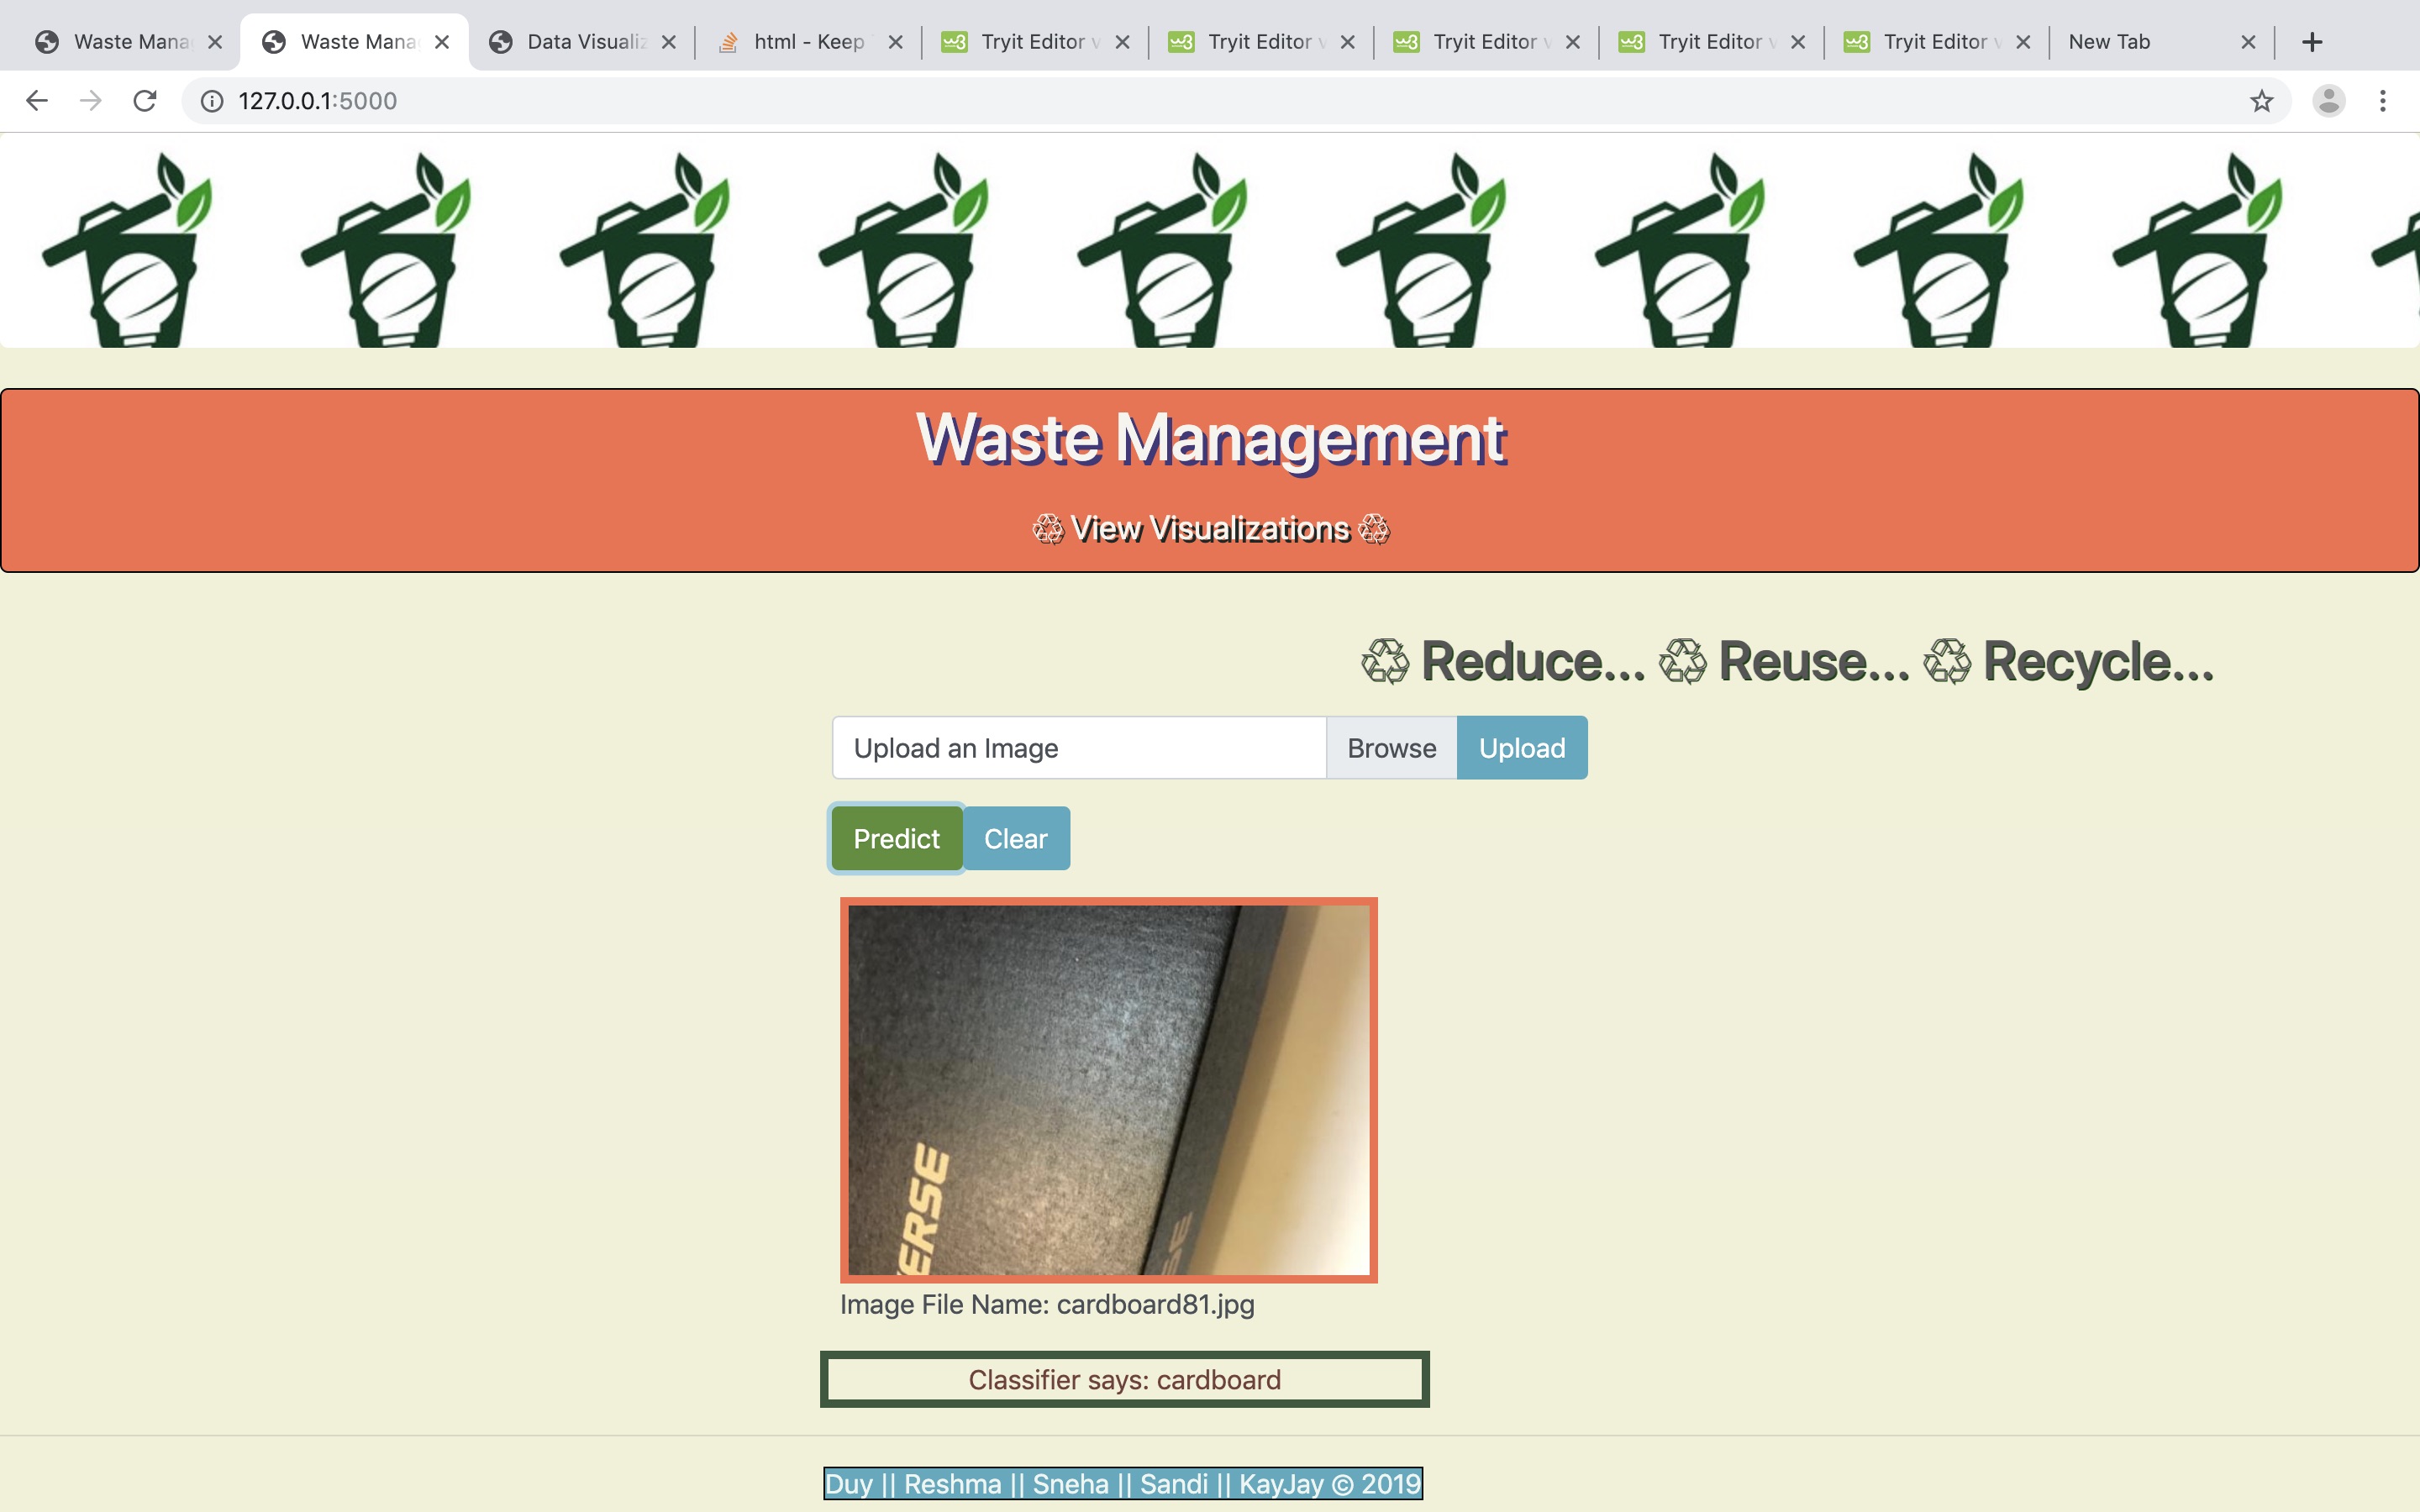 Waste Mana
Waste Mana
Data Visualiz
html - Keep
Tryit Editor v
Tryit Editor v
Tryit Editor v
Tryit Editor v
Tryit Editor v
New Tab
127.0.0.1:5000
Waste Management
♲ View Visualizations ♲
♲ Reduce... ♲ Reuse... ♲ Recycle...
Upload an Image
Browse
Upload
Predict
Clear
ERSE
SE
Image File Name: cardboard81.jpg
Classifier says: cardboard
Duy || Reshma || Sneha || Sandi || KayJay © 2019